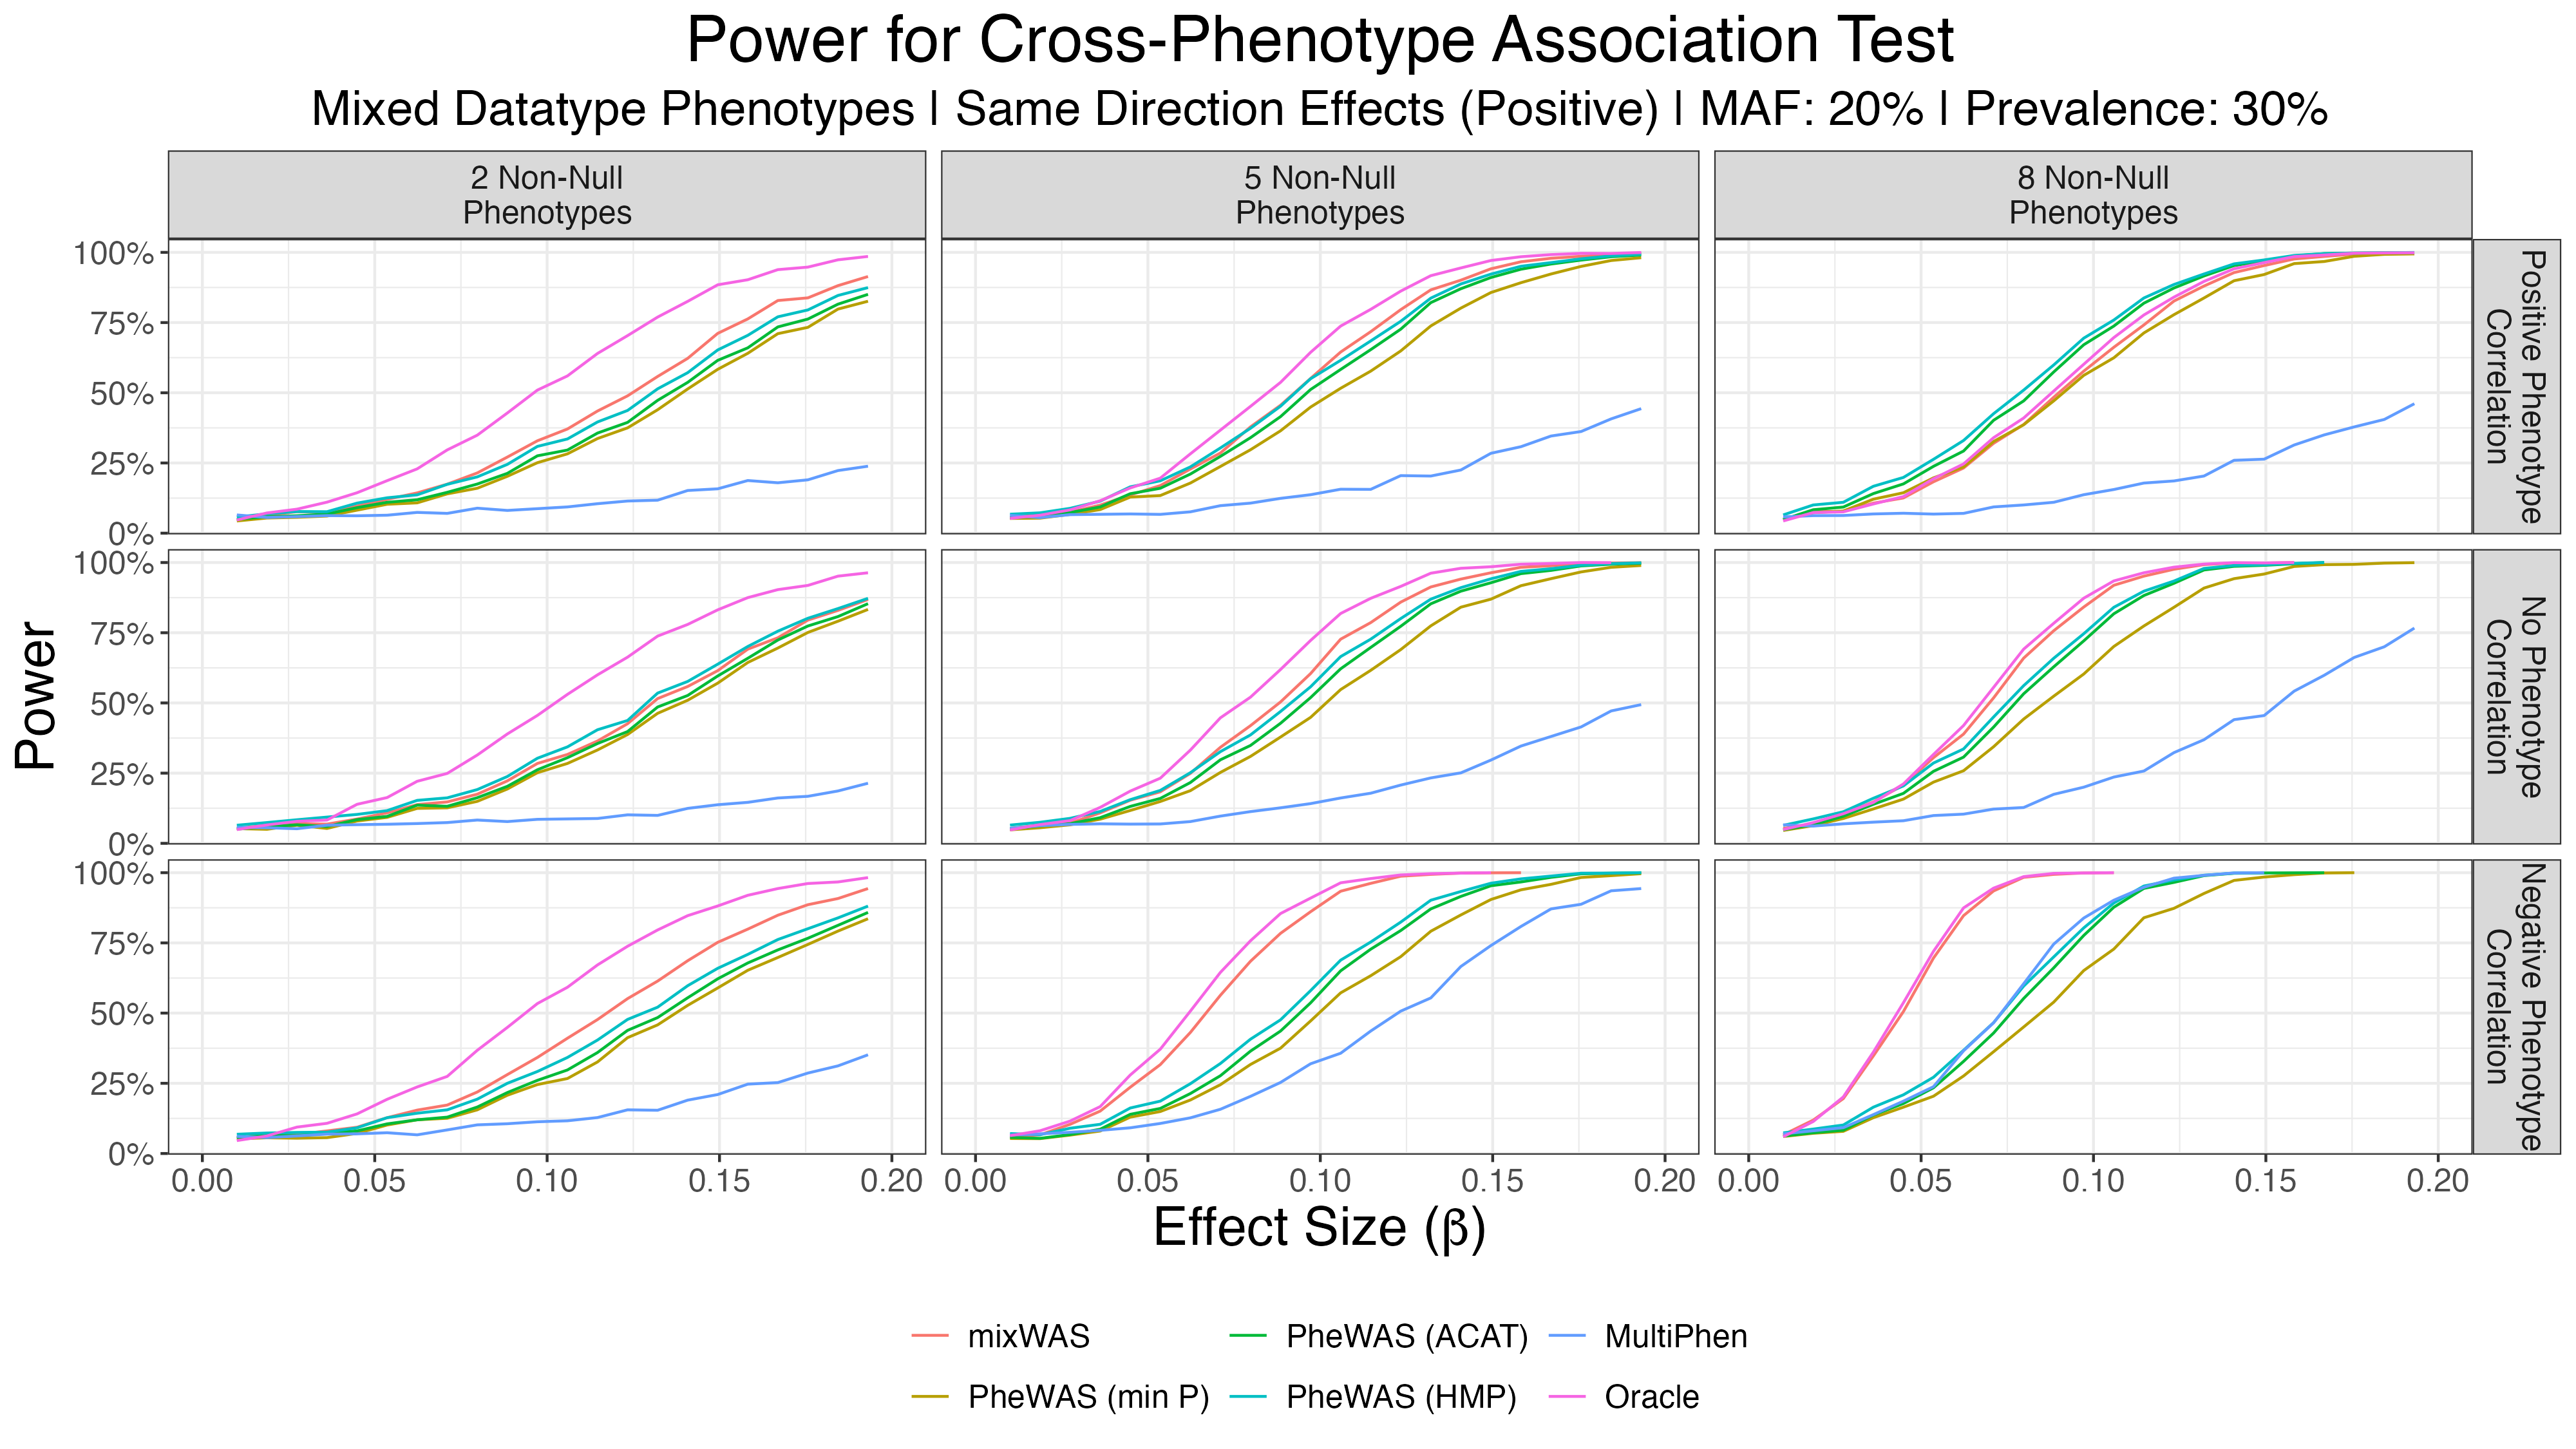 Power for Cross-Phenotype Association Test
Mixed Datatype Phenotypes | Same Direction Effects (Positive) | MAF: 20% | Prevalence: 30%
2 Non-Null
Phenotypes
5 Non-Null
Phenotypes
8 Non-Null
Phenotypes
100%
75%
50%
25%
0%
Positive Phenotype
Correlation
100%
75%
50%
25%
0%
No Phenotype
Correlation
100%
75%
50%
25%
0%
Negative Phenotype
Correlation
Power
0.00 0.05 0.10 0.15 0.20
0.00 0.05 0.10 0.15 0.20
0.00 0.05 0.10 0.15 0.20
Effect Size (β)
mixWAS PheWAS (ACAT) MultiPhen
PheWAS (min P) PheWAS (HMP) Oracle